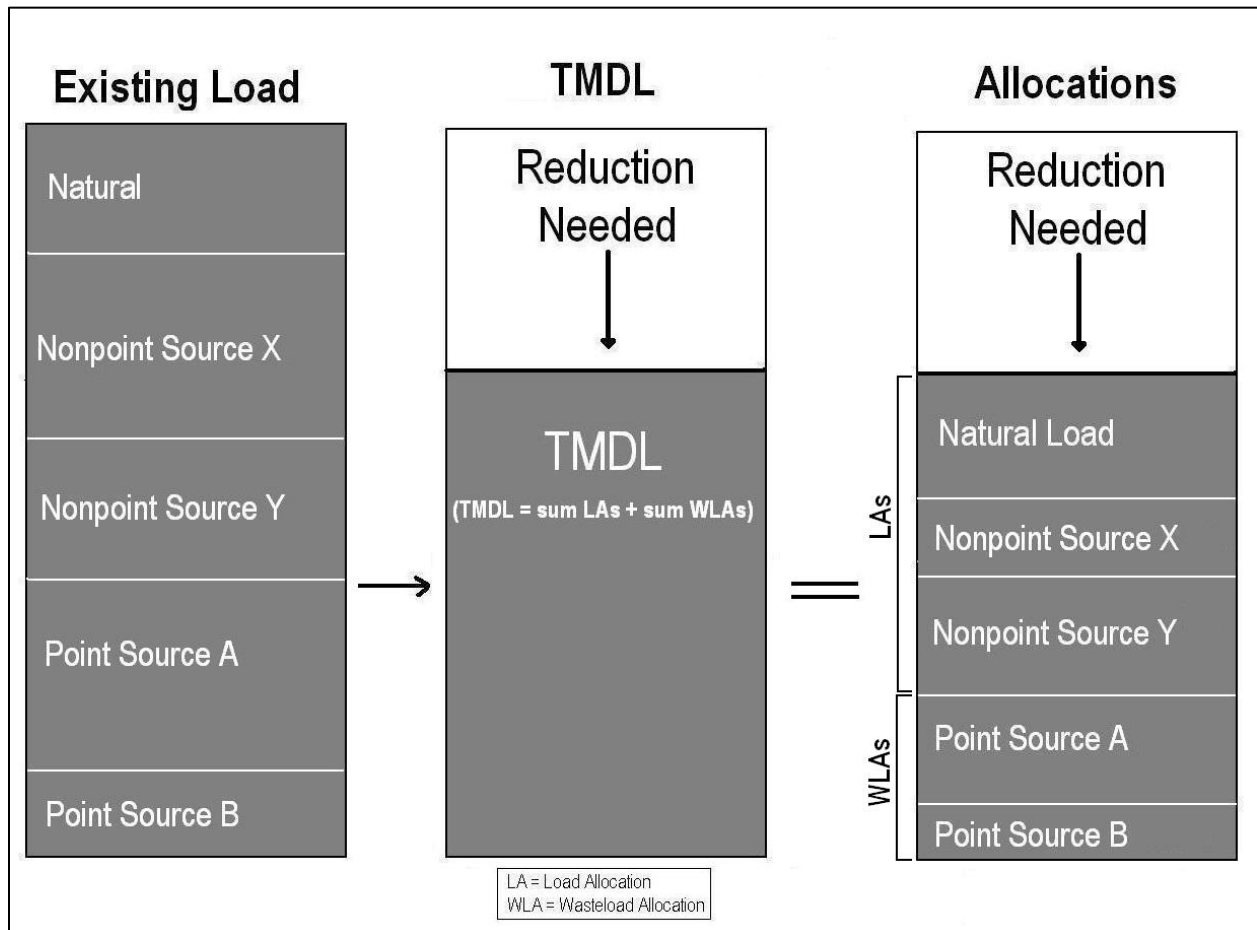 Existing Load
Natural
Nonpoint Source X
Nonpoint Source Y
Point Source A
Point Source B
TMDL
Reduction
Needed
TMDL
(TMDL = sum LAs + sum WLAs)
Allocations
Reduction
Needed
LAs
Natural Load
Nonpoint Source X
Nonpoint Source Y
WLAs
Point Source A
Point Source B
LA = Load Allocation
WLA = Wasteload Allocation